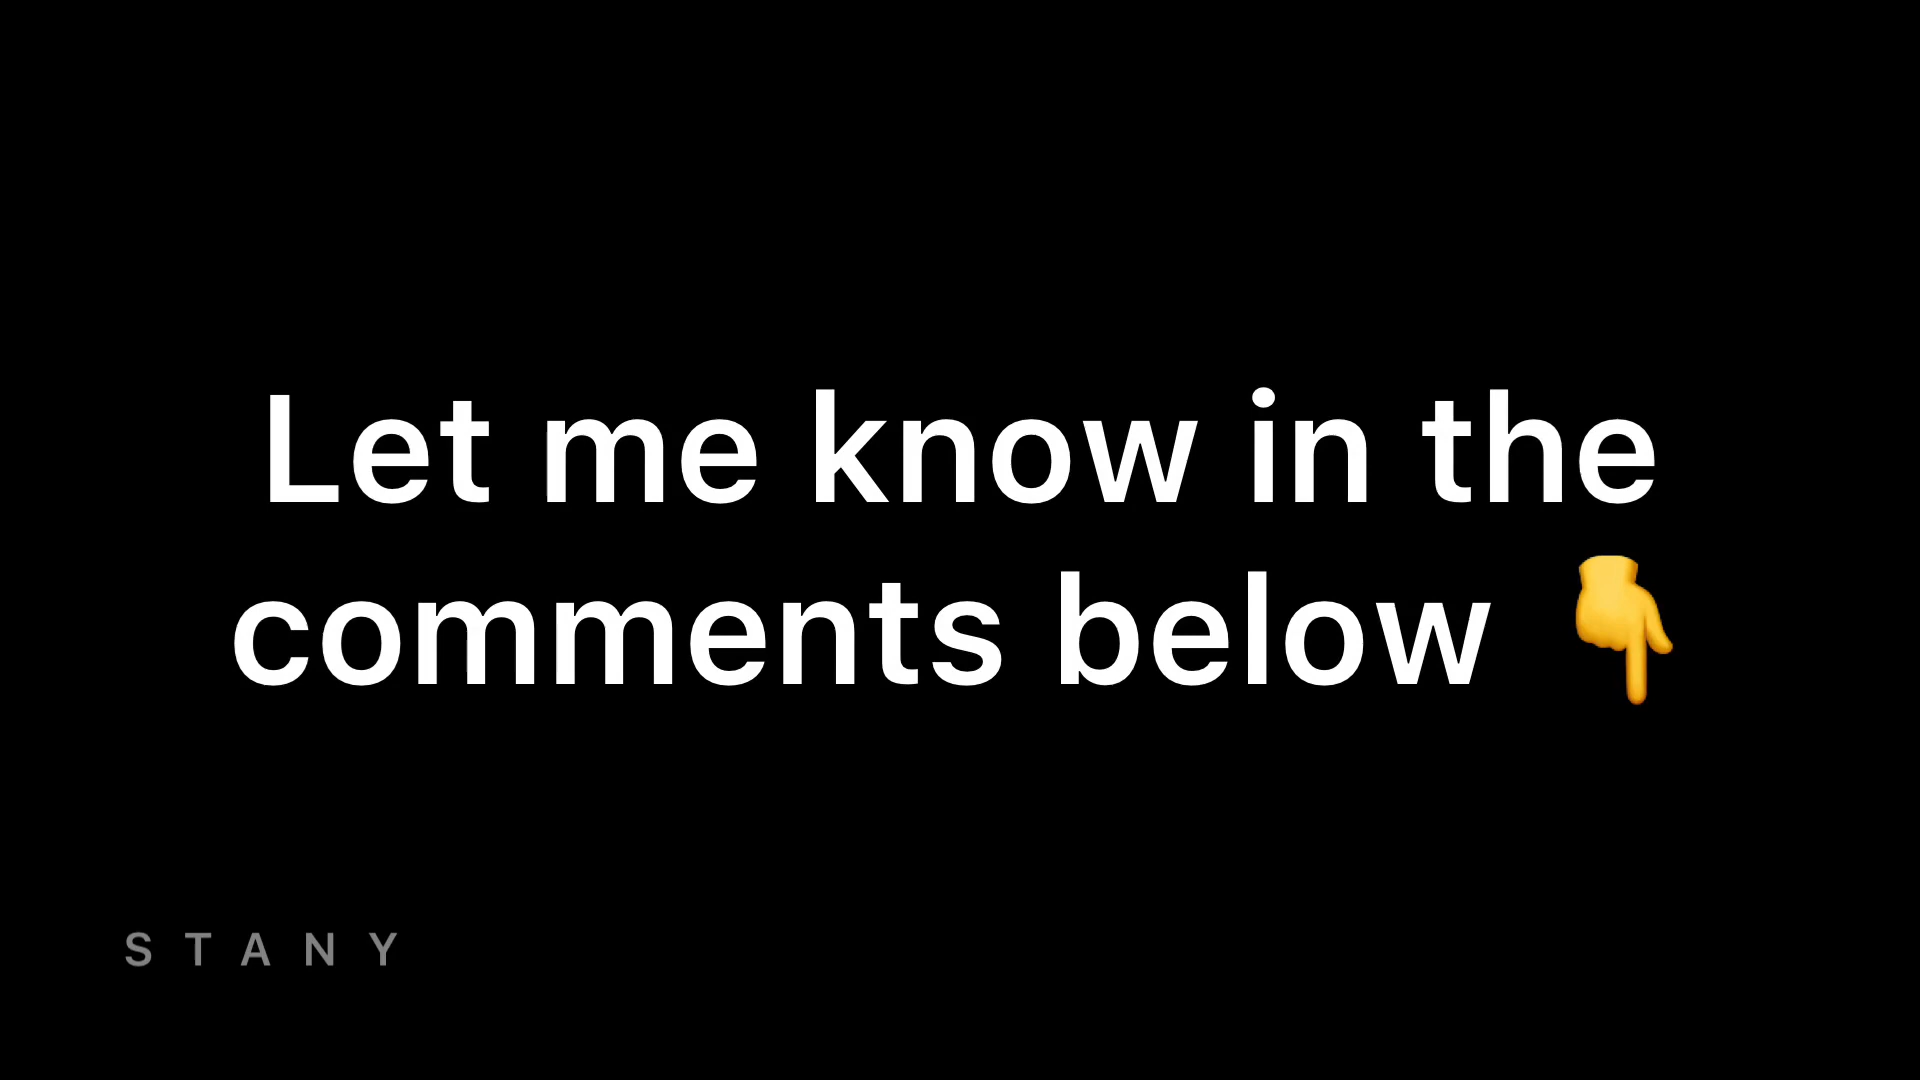 Let me know in the
comments below 👇
S T A N Y